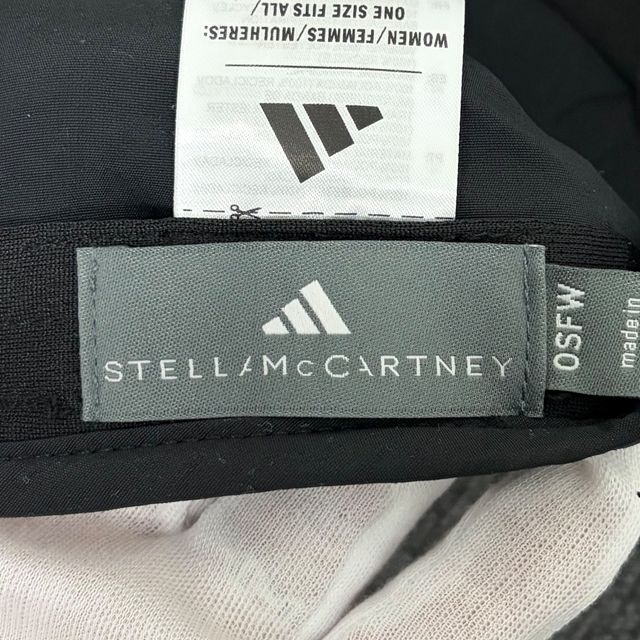 WOMEN/FEMMES/MULHERES:
ONE SIZE FITS ALL/
STELLAMcCARTNEY
OSFW
made in